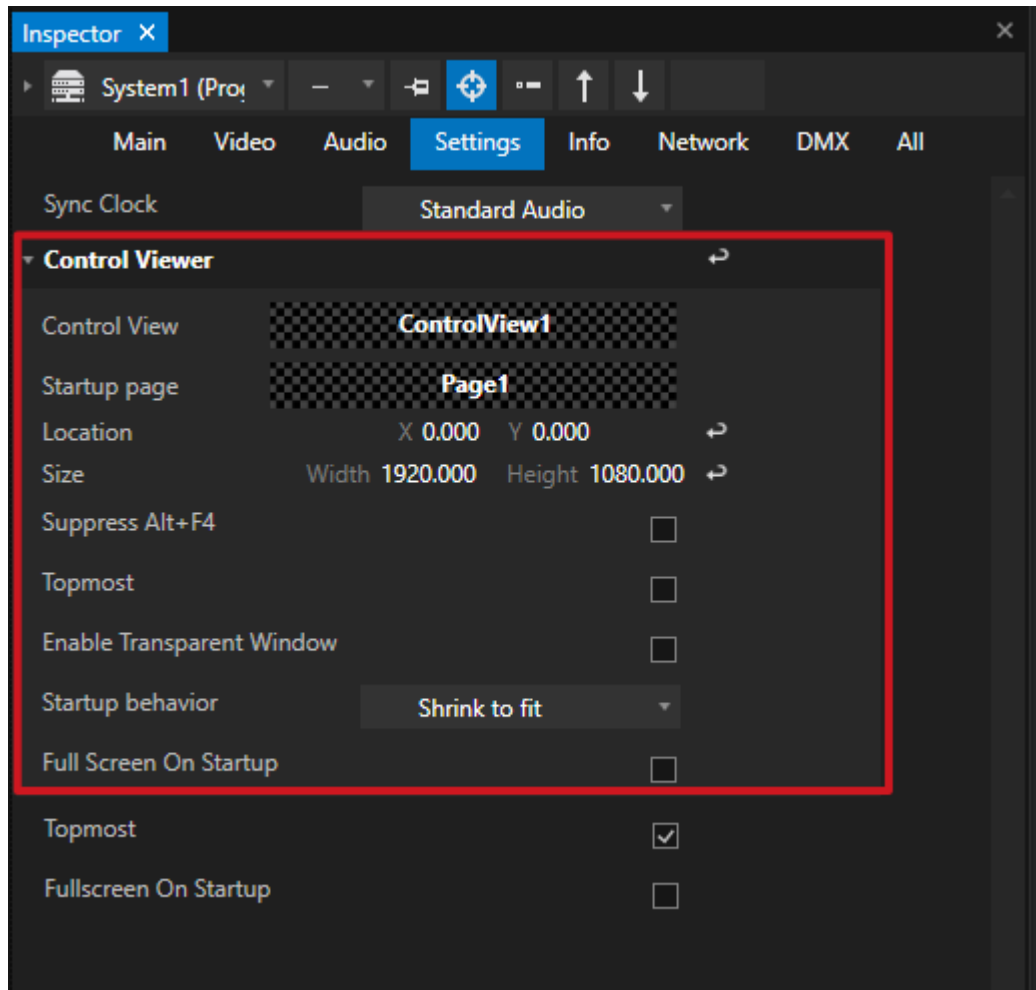 Inspector
System1 (Prog
Main Video Audio Settings Info Network DMX All
Sync Clock Standard Audio
Control Viewer
Control View ControlView1
Startup page Page1
Location X 0.000 Y 0.000
Size Width 1920.000 Height 1080.000
Suppress Alt+F4
Topmost
Enable Transparent Window
Startup behavior Shrink to fit
Full Screen On Startup
Topmost
Fullscreen On Startup